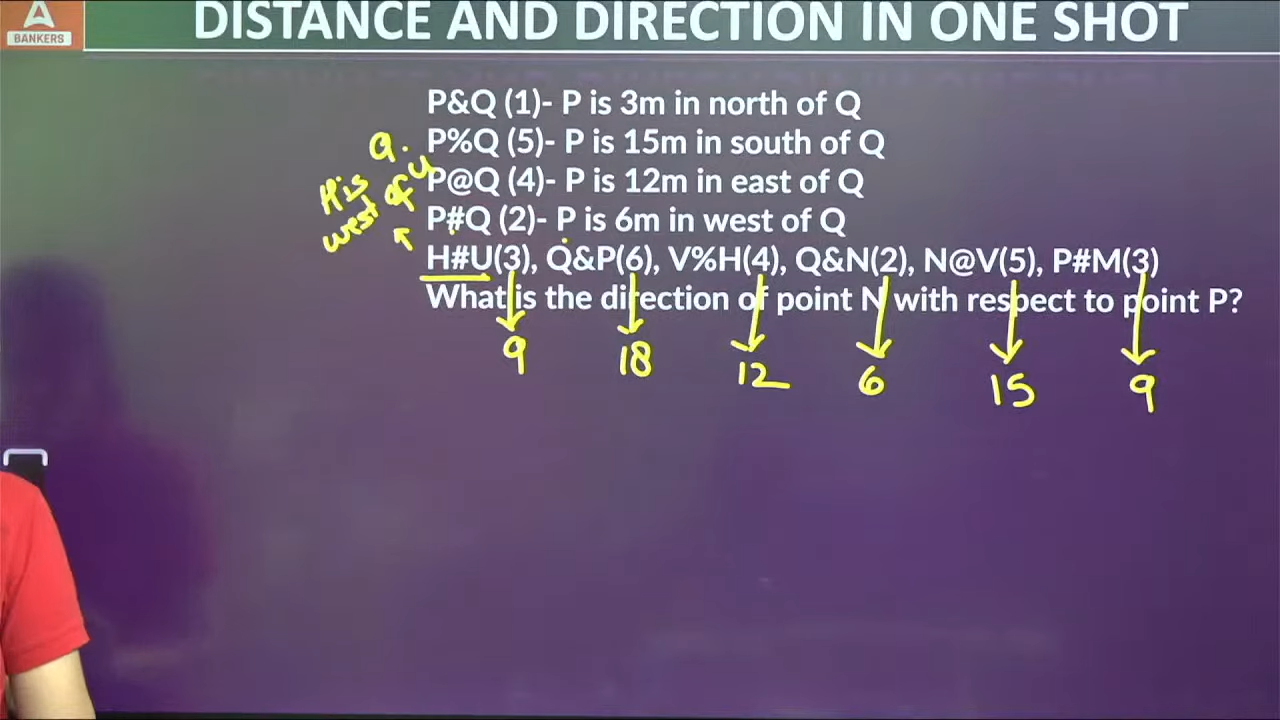 DISTANCE AND DIRECTION IN ONE SHOT
A
BANKERS
P&Q (1)- P is 3m in north of Q
P%Q (5)- P is 15m in south of Q
P@Q (4)- P is 12m in east of Q
P#Q (2)- P is 6m in west of Q
H#U(3), Q&P(6), V%H(4), Q&N(2), N@V(5), P#M(3)
What is the direction of point N with respect to point P?
9.
H is
west of U
9 18 12 6 15 9